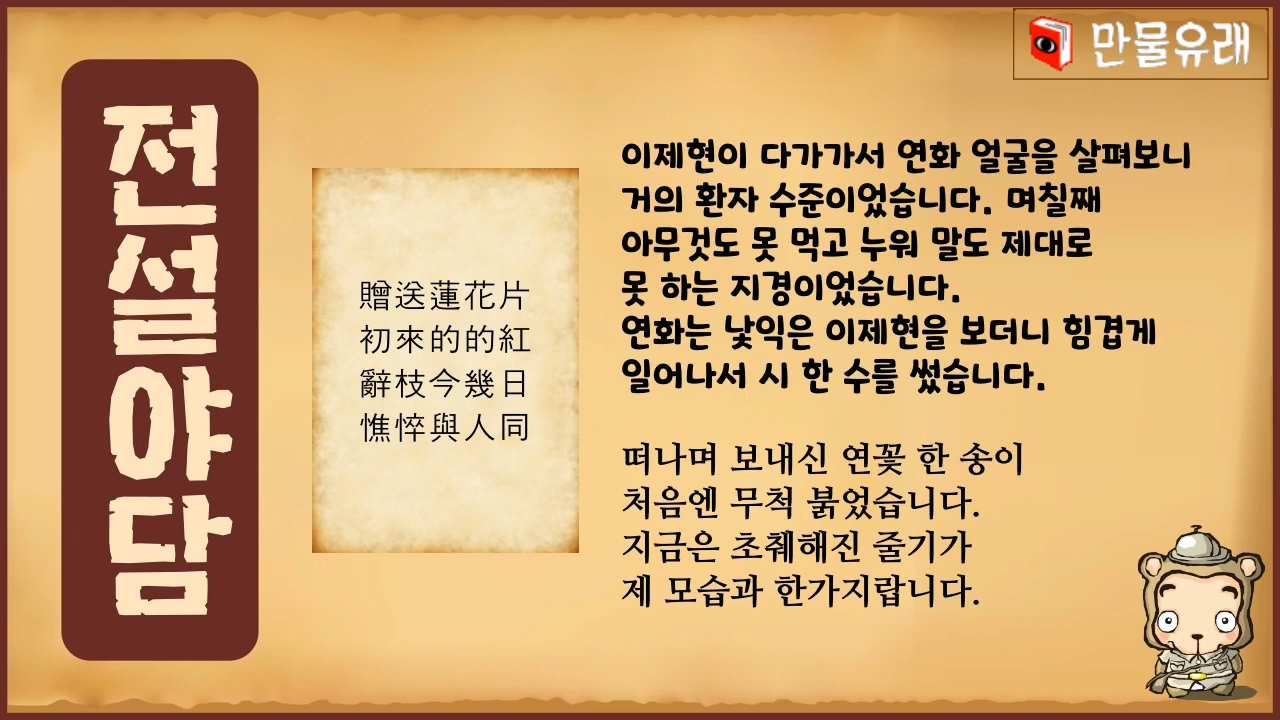 만물유래
전설야담
贈送蓮花片
初來的的紅
辭枝今幾日
憔悴與人同
이제현이 다가가서 연화 얼굴을 살펴보니
거의 환자 수준이었습니다. 며칠째
아무것도 못 먹고 누워 말도 제대로
못 하는 지경이었습니다.
연화는 낯익은 이제현을 보더니 힘겹게
일어나서 시 한 수를 썼습니다.
떠나며 보내신 연꽃 한 송이
처음엔 무척 붉었습니다.
지금은 초췌해진 줄기가
제 모습과 한가지랍니다.